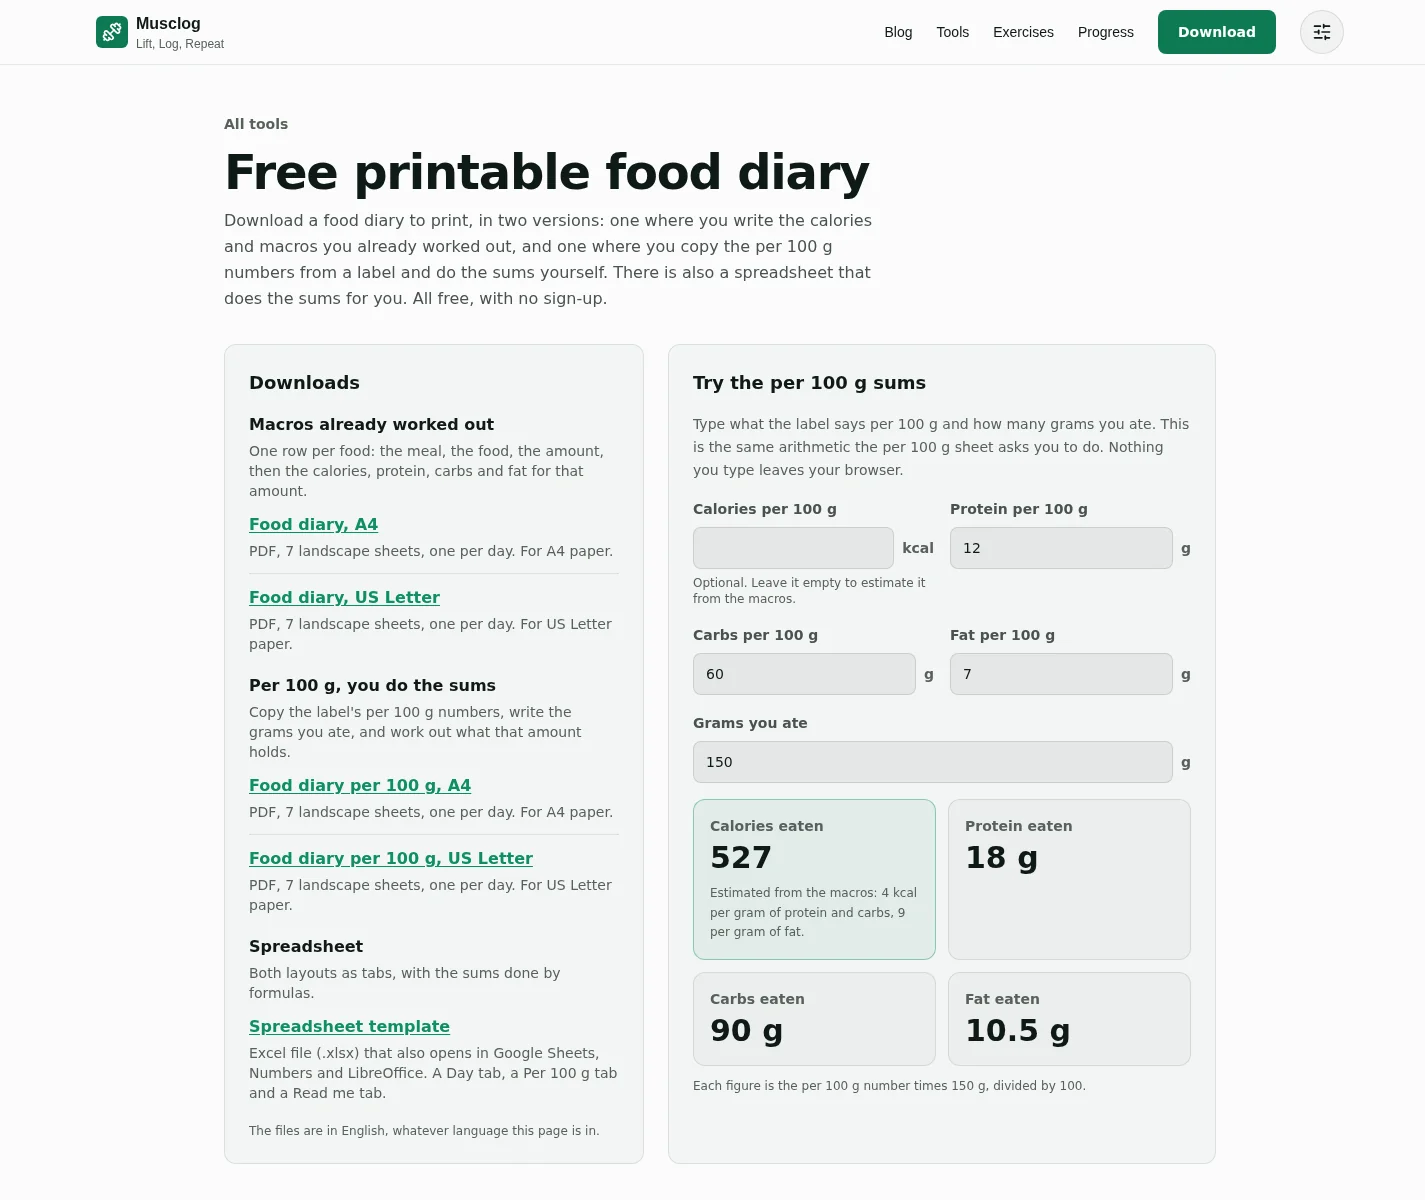 Musclog
Lift, Log, Repeat
Blog
Tools
Exercises
Progress
Download
All tools
Free printable food diary
Download a food diary to print, in two versions: one where you write the calories
and macros you already worked out, and one where you copy the per 100 g
numbers from a label and do the sums yourself. There is also a spreadsheet that
does the sums for you. All free, with no sign-up.
Downloads
Macros already worked out
One row per food: the meal, the food, the amount,
then the calories, protein, carbs and fat for that
amount.
Food diary, A4
PDF, 7 landscape sheets, one per day. For A4 paper.
Food diary, US Letter
PDF, 7 landscape sheets, one per day. For US Letter
paper.
Per 100 g, you do the sums
Copy the label's per 100 g numbers, write the
grams you ate, and work out what that amount
holds.
Food diary per 100 g, A4
PDF, 7 landscape sheets, one per day. For A4 paper.
Food diary per 100 g, US Letter
PDF, 7 landscape sheets, one per day. For US Letter
paper.
Spreadsheet
Both layouts as tabs, with the sums done by
formulas.
Spreadsheet template
Excel file (.xlsx) that also opens in Google Sheets,
Numbers and LibreOffice. A Day tab, a Per 100 g tab
and a Read me tab.
The files are in English, whatever language this page is in.
Try the per 100 g sums
Type what the label says per 100 g and how many grams you ate. This
is the same arithmetic the per 100 g sheet asks you to do. Nothing
you type leaves your browser.
Calories per 100 g
kcal
Optional. Leave it empty to estimate it
from the macros.
Protein per 100 g
12 g
Carbs per 100 g
60 g
Fat per 100 g
7 g
Grams you ate
150 g
Calories eaten
527
Estimated from the macros: 4 kcal
per gram of protein and carbs, 9
per gram of fat.
Protein eaten
18 g
Carbs eaten
90 g
Fat eaten
10.5 g
Each figure is the per 100 g number times 150 g, divided by 100.